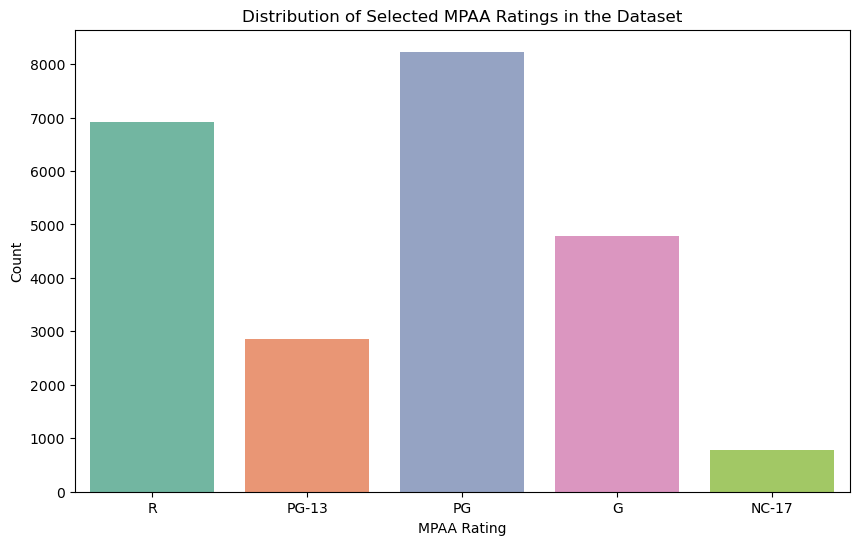 Distribution of Selected MPAA Ratings in the Dataset
8000
7000
6000
5000
4000
3000
2000
1000
0
Count
R PG-13 PG G NC-17
MPAA Rating